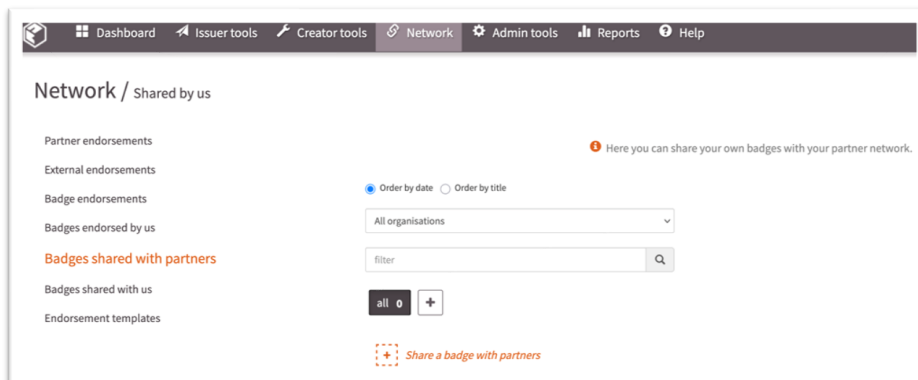 Dashboard Issuer tools Creator tools Network Admin tools Reports Help
Network / Shared by us
Partner endorsements
Here you can share your own badges with your partner network.
External endorsements
Order by date Order by title
Badge endorsements
All organisations
Badges endorsed by us
Badges shared with partners
filter
Badges shared with us
all 0 +
Endorsement templates
+ Share a badge with partners